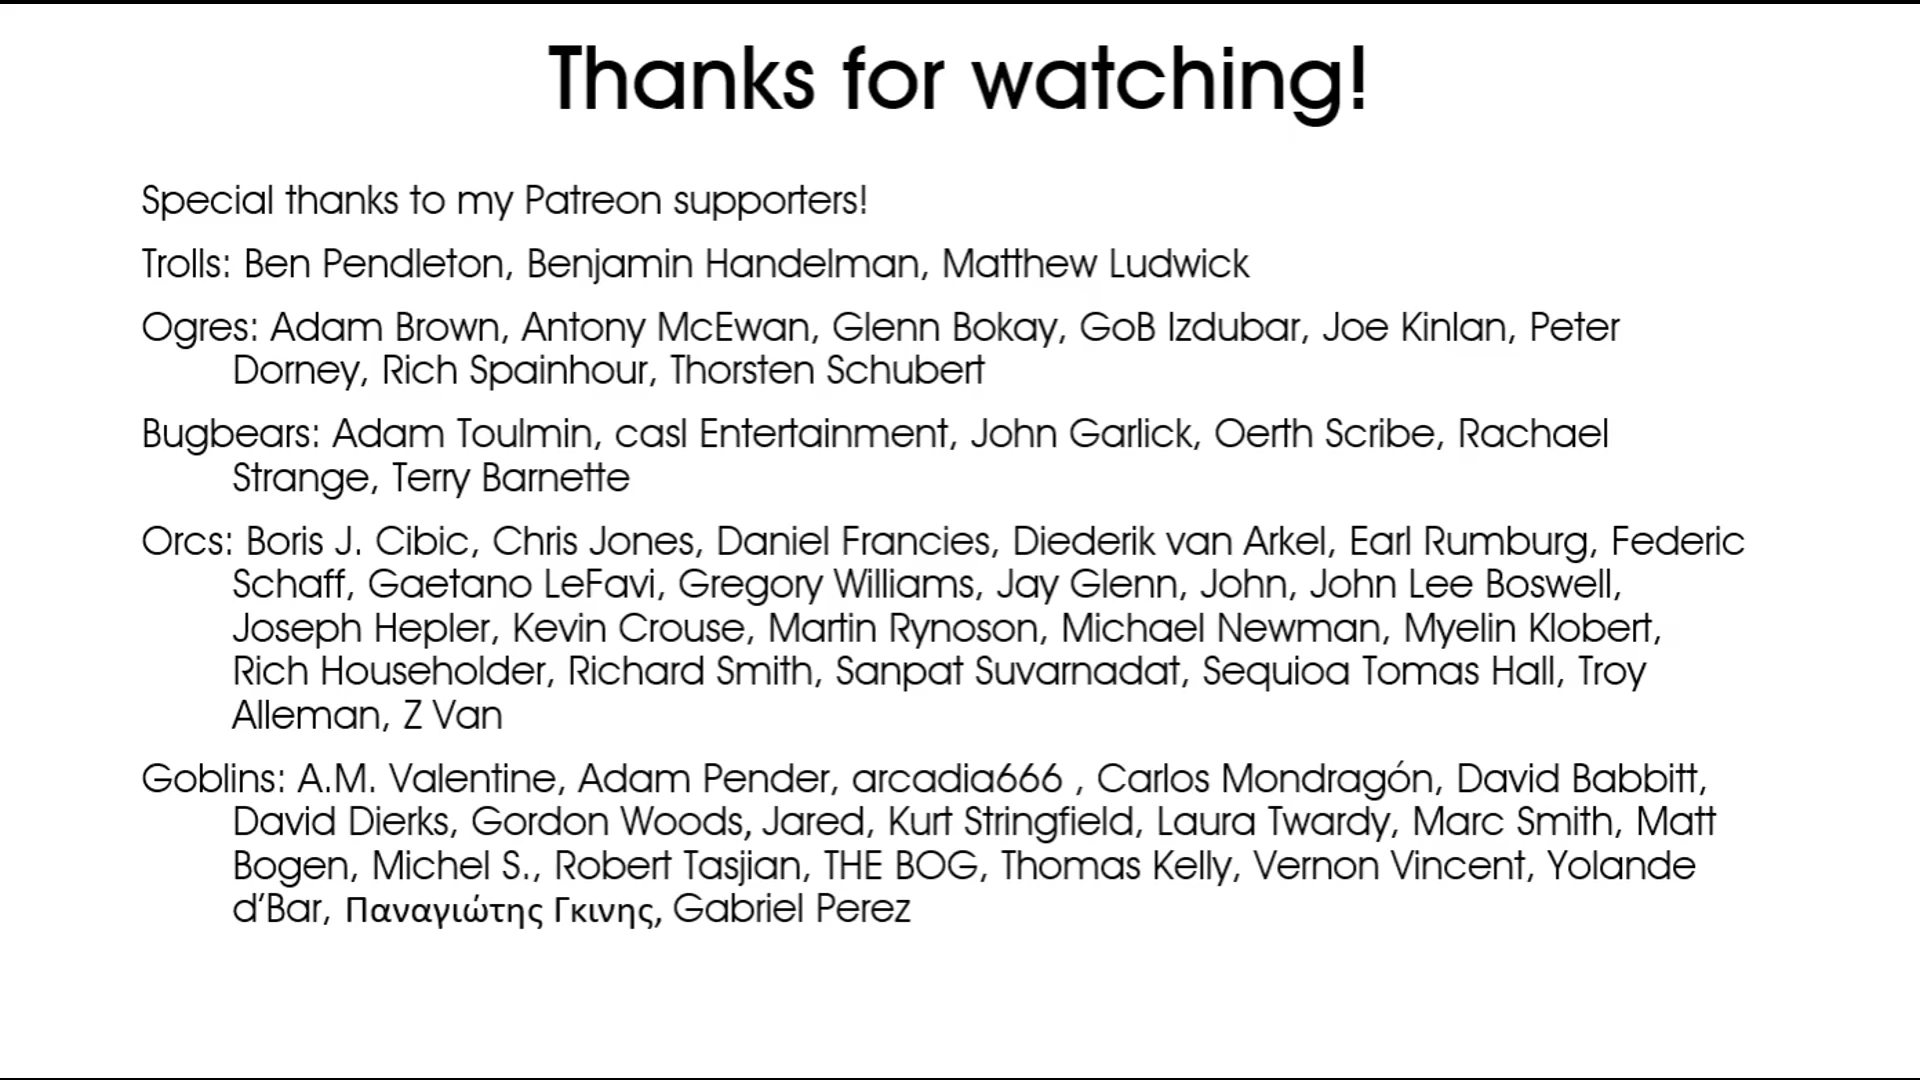 Thanks for watching!
Special thanks to my Patreon supporters!
Trolls: Ben Pendleton, Benjamin Handelman, Matthew Ludwick
Ogres: Adam Brown, Antony McEwan, Glenn Bokay, GoB Izdubar, Joe Kinlan, Peter
Dorney, Rich Spainhour, Thorsten Schubert
Bugbears: Adam Toulmin, casl Entertainment, John Garlick, Oerth Scribe, Rachael
Strange, Terry Barnette
Orcs: Boris J. Cibic, Chris Jones, Daniel Francies, Diederik van Arkel, Earl Rumburg, Federic
Schaff, Gaetano LeFavi, Gregory Williams, Jay Glenn, John, John Lee Boswell,
Joseph Hepler, Kevin Crouse, Martin Rynoson, Michael Newman, Myelin Klobert,
Rich Householder, Richard Smith, Sanpat Suvarnadat, Sequioa Tomas Hall, Troy
Alleman, Z Van
Goblins: A.M. Valentine, Adam Pender, arcadia666 , Carlos Mondragón, David Babbitt,
David Dierks, Gordon Woods, Jared, Kurt Stringfield, Laura Twardy, Marc Smith, Matt
Bogen, Michel S., Robert Tasjian, THE BOG, Thomas Kelly, Vernon Vincent, Yolande
d’Bar, Παναγιώτης Γκινης, Gabriel Perez